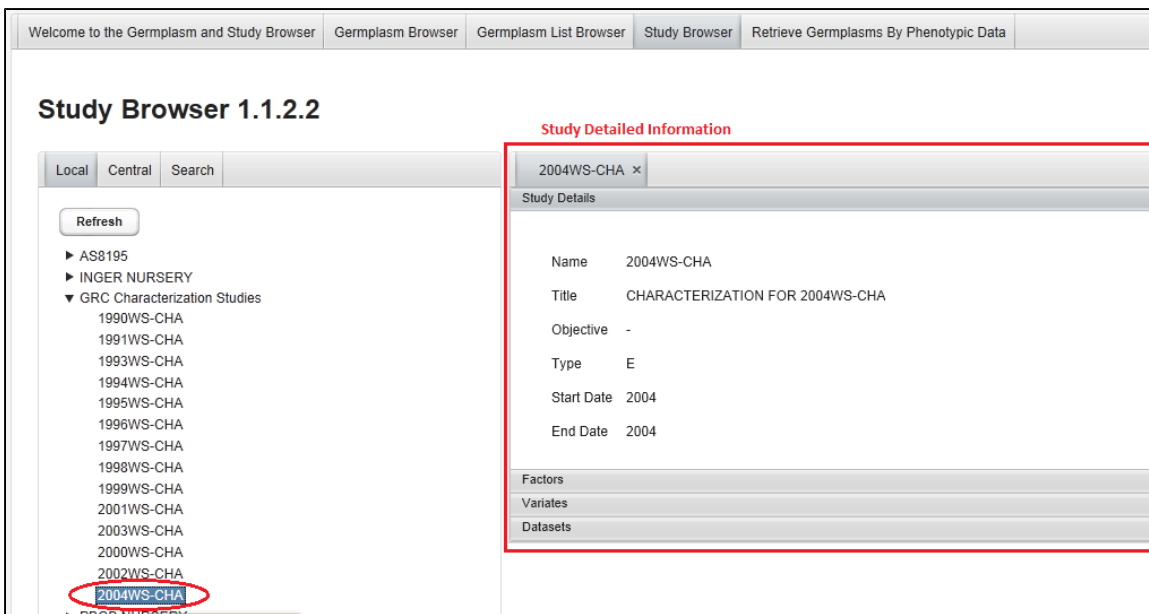 Welcome to the Germplasm and Study Browser Germplasm Browser Germplasm List Browser Study Browser Retrieve Germplasms By Phenotypic Data
Study Browser 1.1.2.2
Study Detailed Information
Local Central Search
Refresh
AS8195
INGER NURSERY
GRC Characterization Studies
1990WS-CHA
1991WS-CHA
1993WS-CHA
1994WS-CHA
1995WS-CHA
1996WS-CHA
1997WS-CHA
1998WS-CHA
1999WS-CHA
2001WS-CHA
2003WS-CHA
2000WS-CHA
2002WS-CHA
2004WS-CHA
2004WS-CHA ×
Study Details
Name 2004WS-CHA
Title CHARACTERIZATION FOR 2004WS-CHA
Objective -
Type E
Start Date 2004
End Date 2004
Factors
Variates
Datasets